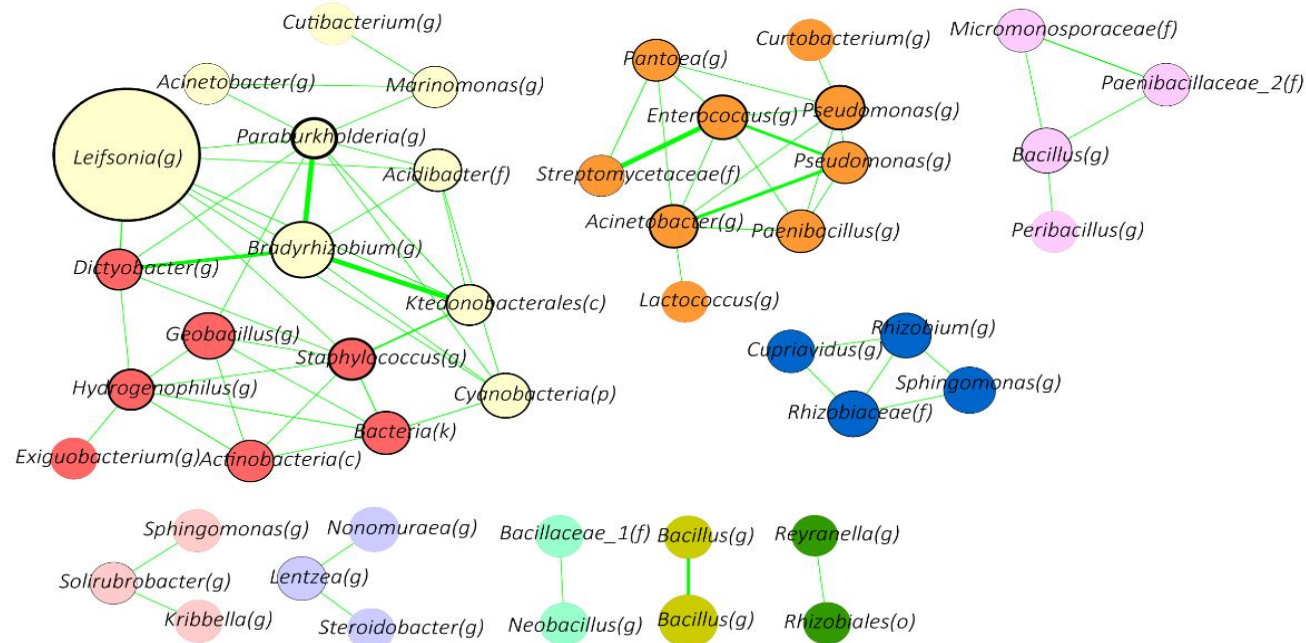 Cutibacterium(g)
Acinetobacter(g)
Marinomonas(g)
Paraburkholderia(g)
Leifsonia(g)
Acidibacter(f)
Bradyrhizobium(g)
Dictyobacter(g)
Ktedonobacterales(c)
Geobacillus(g)
Staphylococcus(g)
Hydrogenophilus(g)
Cyanobacteria(p)
Bacteria(k)
Exiguobacterium(g)
Actinobacteria(c)
Pantoea(g)
Curtobacterium(g)
Enterococcus(g)
Pseudomonas(g)
Pseudomonas(g)
Streptomycetaceae(f)
Acinetobacter(g)
Paenibacillus(g)
Lactococcus(g)
Micromonosporaceae(f)
Paenibacillaceae_2(f)
Bacillus(g)
Peribacillus(g)
Rhizobium(g)
Cupriavidus(g)
Sphingomonas(g)
Rhizobiaceae(f)
Sphingomonas(g)
Solirubrobacter(g)
Kribbella(g)
Nonomuraea(g)
Lentzea(g)
Steroidobacter(g)
Bacillaceae_1(f)
Neobacillus(g)
Bacillus(g)
Bacillus(g)
Reyranella(g)
Rhizobiales(o)